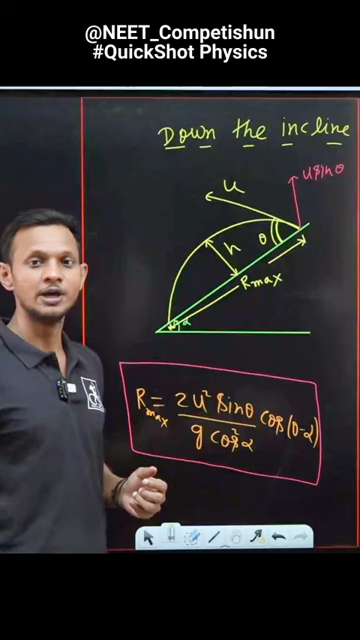 @NEET_Competishun
#QuickShot Physics
Down the incline
u sinθ
u
h
θ
Rmax
α
Rmax = 2u² sinθ / g cos²α cos(θ-α)